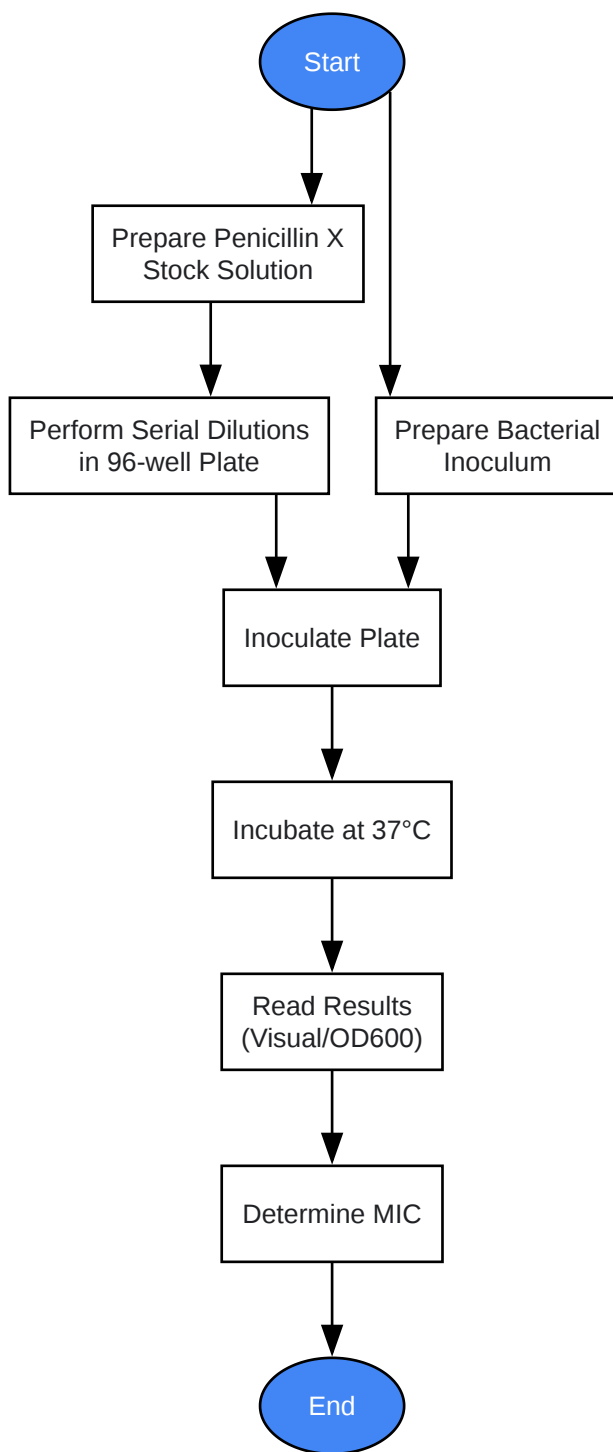 Start
Prepare Penicillin X
Stock Solution
Perform Serial Dilutions
in 96-well Plate
Prepare Bacterial
Inoculum
Inoculate Plate
Incubate at 37°C
Read Results
(Visual/OD600)
Determine MIC
End